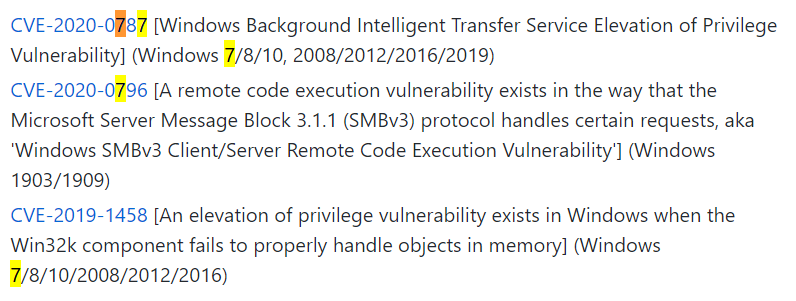 CVE-2020-0787 [Windows Background Intelligent Transfer Service Elevation of Privilege
Vulnerability] (Windows 7/8/10, 2008/2012/2016/2019)
CVE-2020-0796 [A remote code execution vulnerability exists in the way that the
Microsoft Server Message Block 3.1.1 (SMBv3) protocol handles certain requests, aka
'Windows SMBv3 Client/Server Remote Code Execution Vulnerability'] (Windows
1903/1909)
CVE-2019-1458 [An elevation of privilege vulnerability exists in Windows when the
Win32k component fails to properly handle objects in memory] (Windows
7/8/10/2008/2012/2016)